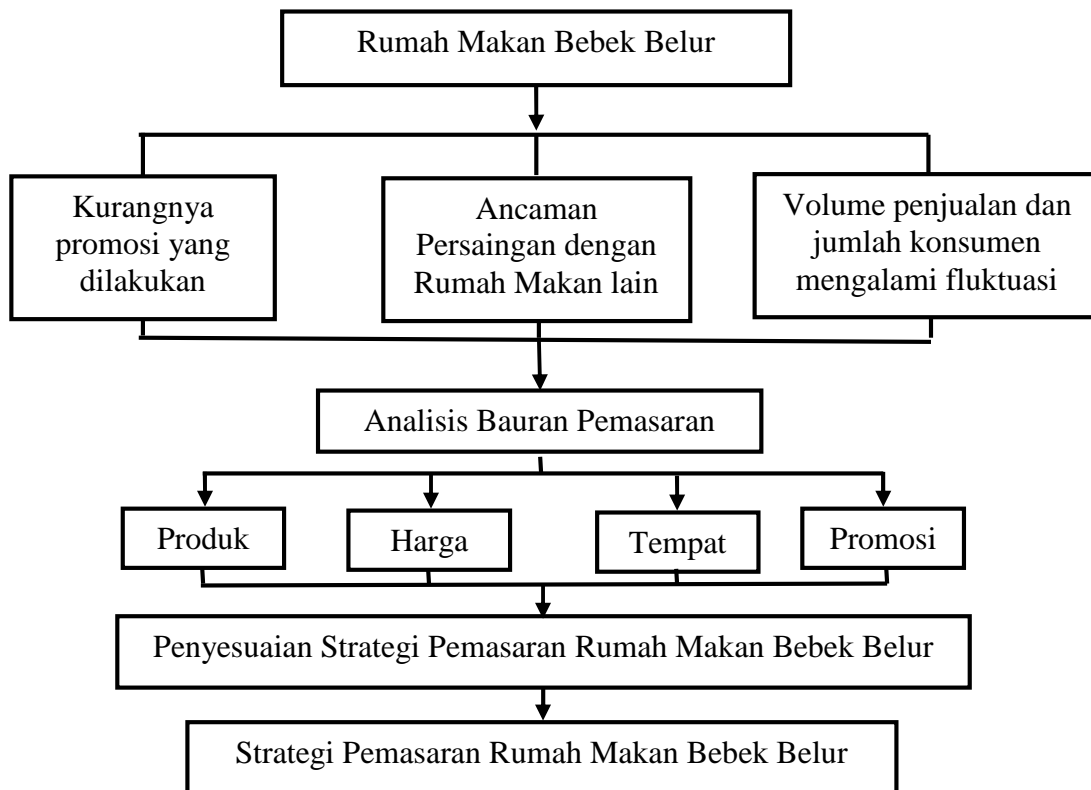 Rumah Makan Bebek Belur
Kurangnya
promosi yang
dilakukan
Ancaman
Persaingan dengan
Rumah Makan lain
Volume penjualan dan
jumlah konsumen
mengalami fluktuasi
Analisis Bauran Pemasaran
Produk
Harga
Tempat
Promosi
Penyesuaian Strategi Pemasaran Rumah Makan Bebek Belur
Strategi Pemasaran Rumah Makan Bebek Belur